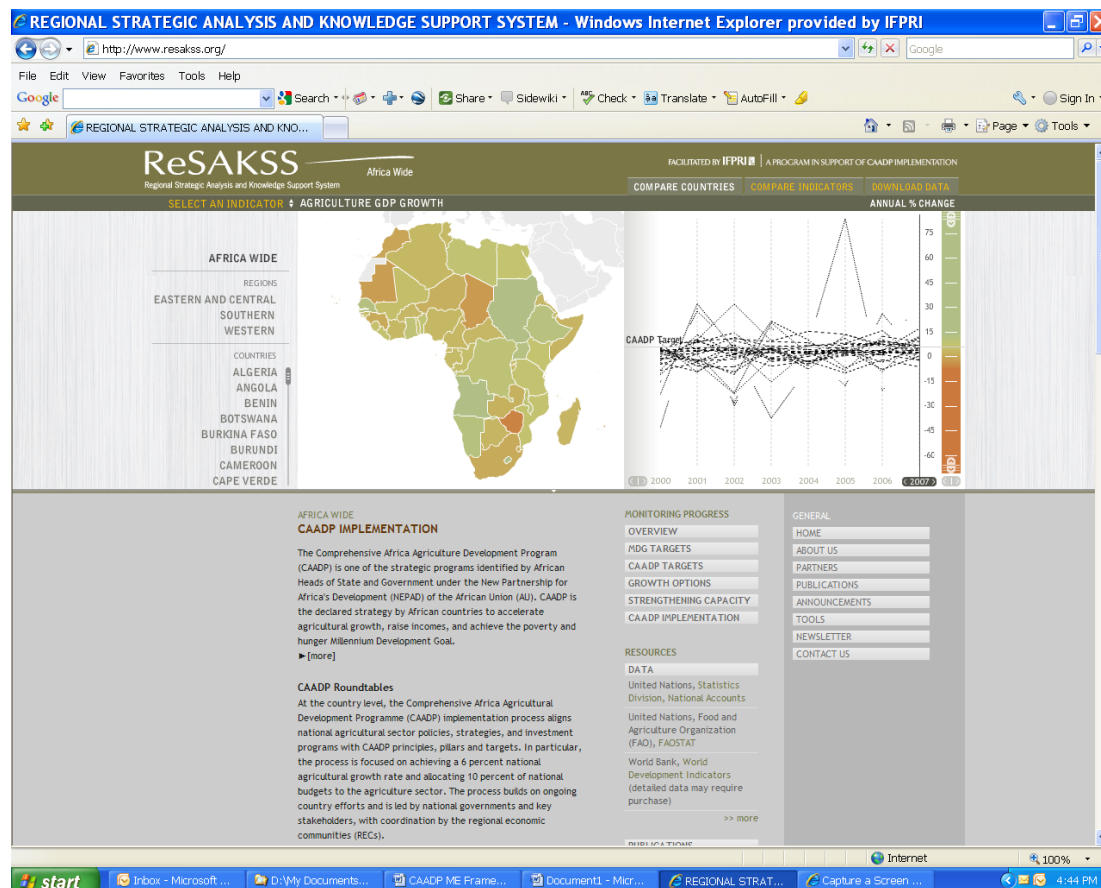 REGIONAL STRATEGIC ANALYSIS AND KNOWLEDGE SUPPORT SYSTEM - Windows Internet Explorer provided by IFPRI
http://www.resakss.org/
Google
File Edit View Favorites Tools Help
Google Search Share Sidewiki Check Translate AutoFill Sign In
REGIONAL STRATEGIC ANALYSIS AND KNO... Page Tools
ReSAKSS
Africa Wide
Regional Strategic Analysis and Knowledge Support System
FACILITATED BY IFPRI A PROGRAM IN SUPPORT OF CAADP IMPLEMENTATION
COMPARE COUNTRIES COMPARE INDICATORS DOWNLOAD DATA
SELECT AN INDICATOR AGRICULTURE GDP GROWTH
ANNUAL % CHANGE
AFRICA WIDE
REGIONS
EASTERN AND CENTRAL
SOUTHERN
WESTERN
COUNTRIES
ALGERIA
ANGOLA
BENIN
BOTSWANA
BURKINA FASO
BURUNDI
CAMEROON
CAPE VERDE
75
60
45
30
15
0
-15
-30
-45
-60
CAADP Target
2000 2001 2002 2003 2004 2005 2006 2007
AFRICA WIDE
CAADP IMPLEMENTATION
The Comprehensive Africa Agriculture Development Program
(CAADP) is one of the strategic programs identified by African
Heads of State and Government under the New Partnership for
Africa's Development (NEPAD) of the African Union (AU). CAADP is
the declared strategy by African countries to accelerate
agricultural growth, raise incomes, and achieve the poverty and
hunger Millennium Development Goal.
►[more]
CAADP Roundtables
At the country level, the Comprehensive Africa Agricultural
Development Programme (CAADP) implementation process aligns
national agricultural sector policies, strategies, and investment
programs with CAADP principles, pillars and targets. In particular,
the process is focused on achieving a 6 percent national
agricultural growth rate and allocating 10 percent of national
budgets to the agriculture sector. The process builds on ongoing
country efforts and is led by national governments and key
stakeholders, with coordination by the regional economic
communities (RECs).
MONITORING PROGRESS
OVERVIEW
MDG TARGETS
CAADP TARGETS
GROWTH OPTIONS
STRENGTHENING CAPACITY
CAADP IMPLEMENTATION
RESOURCES
DATA
United Nations, Statistics
Division, National Accounts
United Nations, Food and
Agriculture Organization
(FAO), FAOSTAT
World Bank, World
Development Indicators
(detailed data may require
purchase)
>> more
PUBLICATIONS
GENERAL
HOME
ABOUT US
PARTNERS
PUBLICATIONS
ANNOUNCEMENTS
TOOLS
NEWSLETTER
CONTACT US
Internet 100%
start Inbox - Microsoft ... D:\My Documents... CAADP ME Frame... Document1 - Micr... REGIONAL STRAT... Capture a Screen ... 4:44 PM